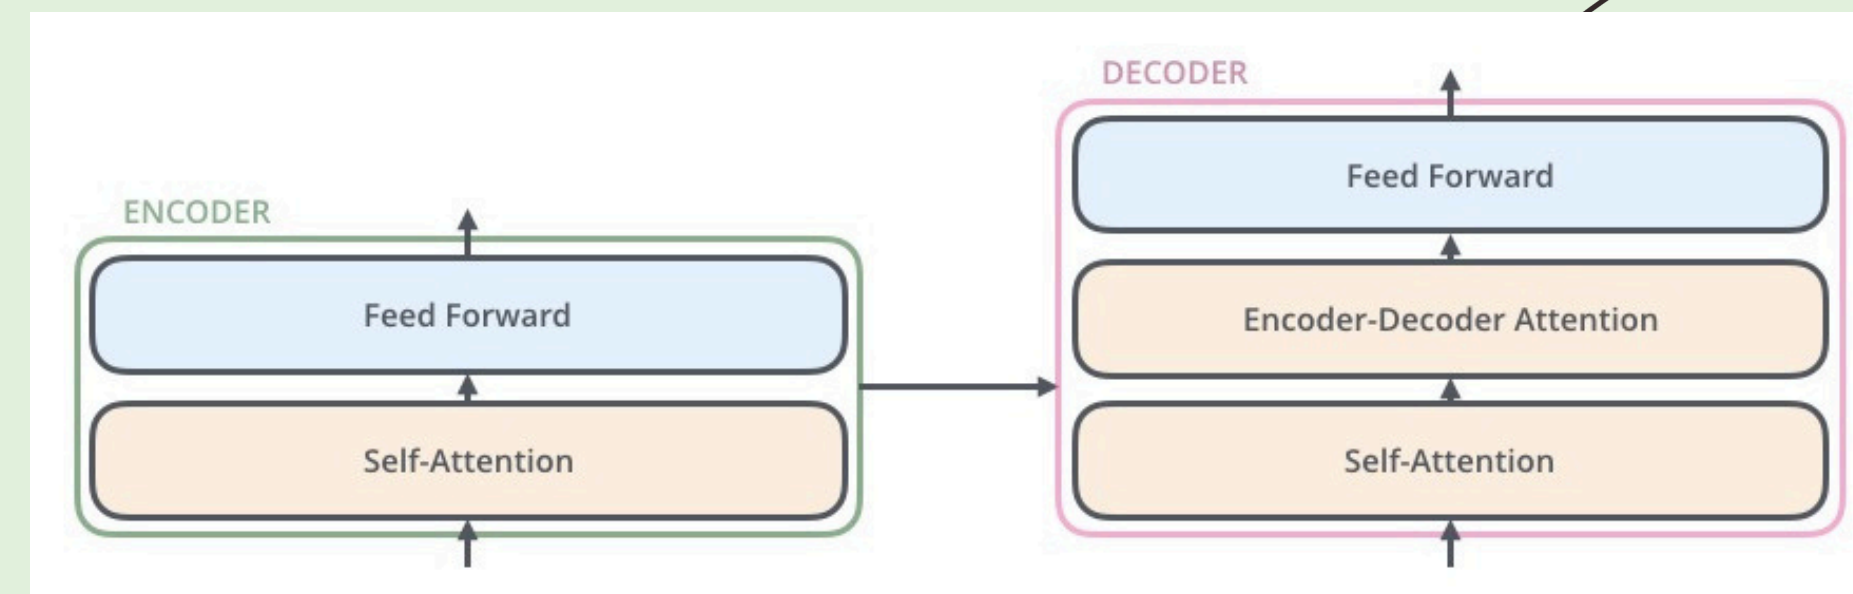 ENCODER
Feed Forward
Self-Attention
DECODER
Feed Forward
Encoder-Decoder Attention
Self-Attention